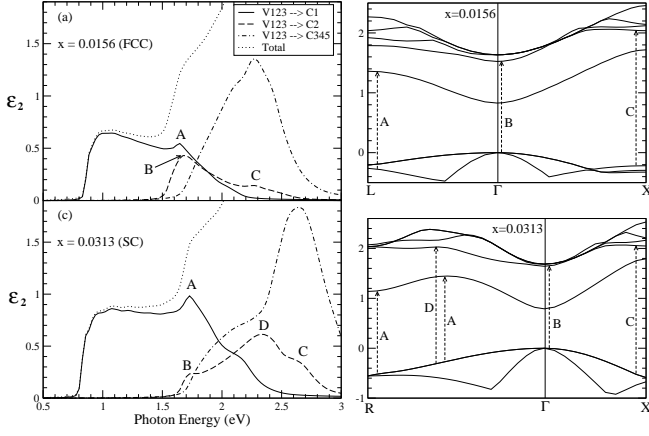 (a)
V123 --> C1
V123 --> C2
V123 --> C345
Total
x = 0.0156 (FCC)
A
B
C
ε2
0
0.5
1
1.5
(c)
x = 0.0313 (SC)
A
B
D
C
ε2
0
0.5
1
1.5
0.5 1 1.5 2 2.5 3
Photon Energy (eV)
x=0.0156
2
1
0
A
B
C
L Γ X
x=0.0313
2
1
0
-1
A
D
A
B
C
R Γ X